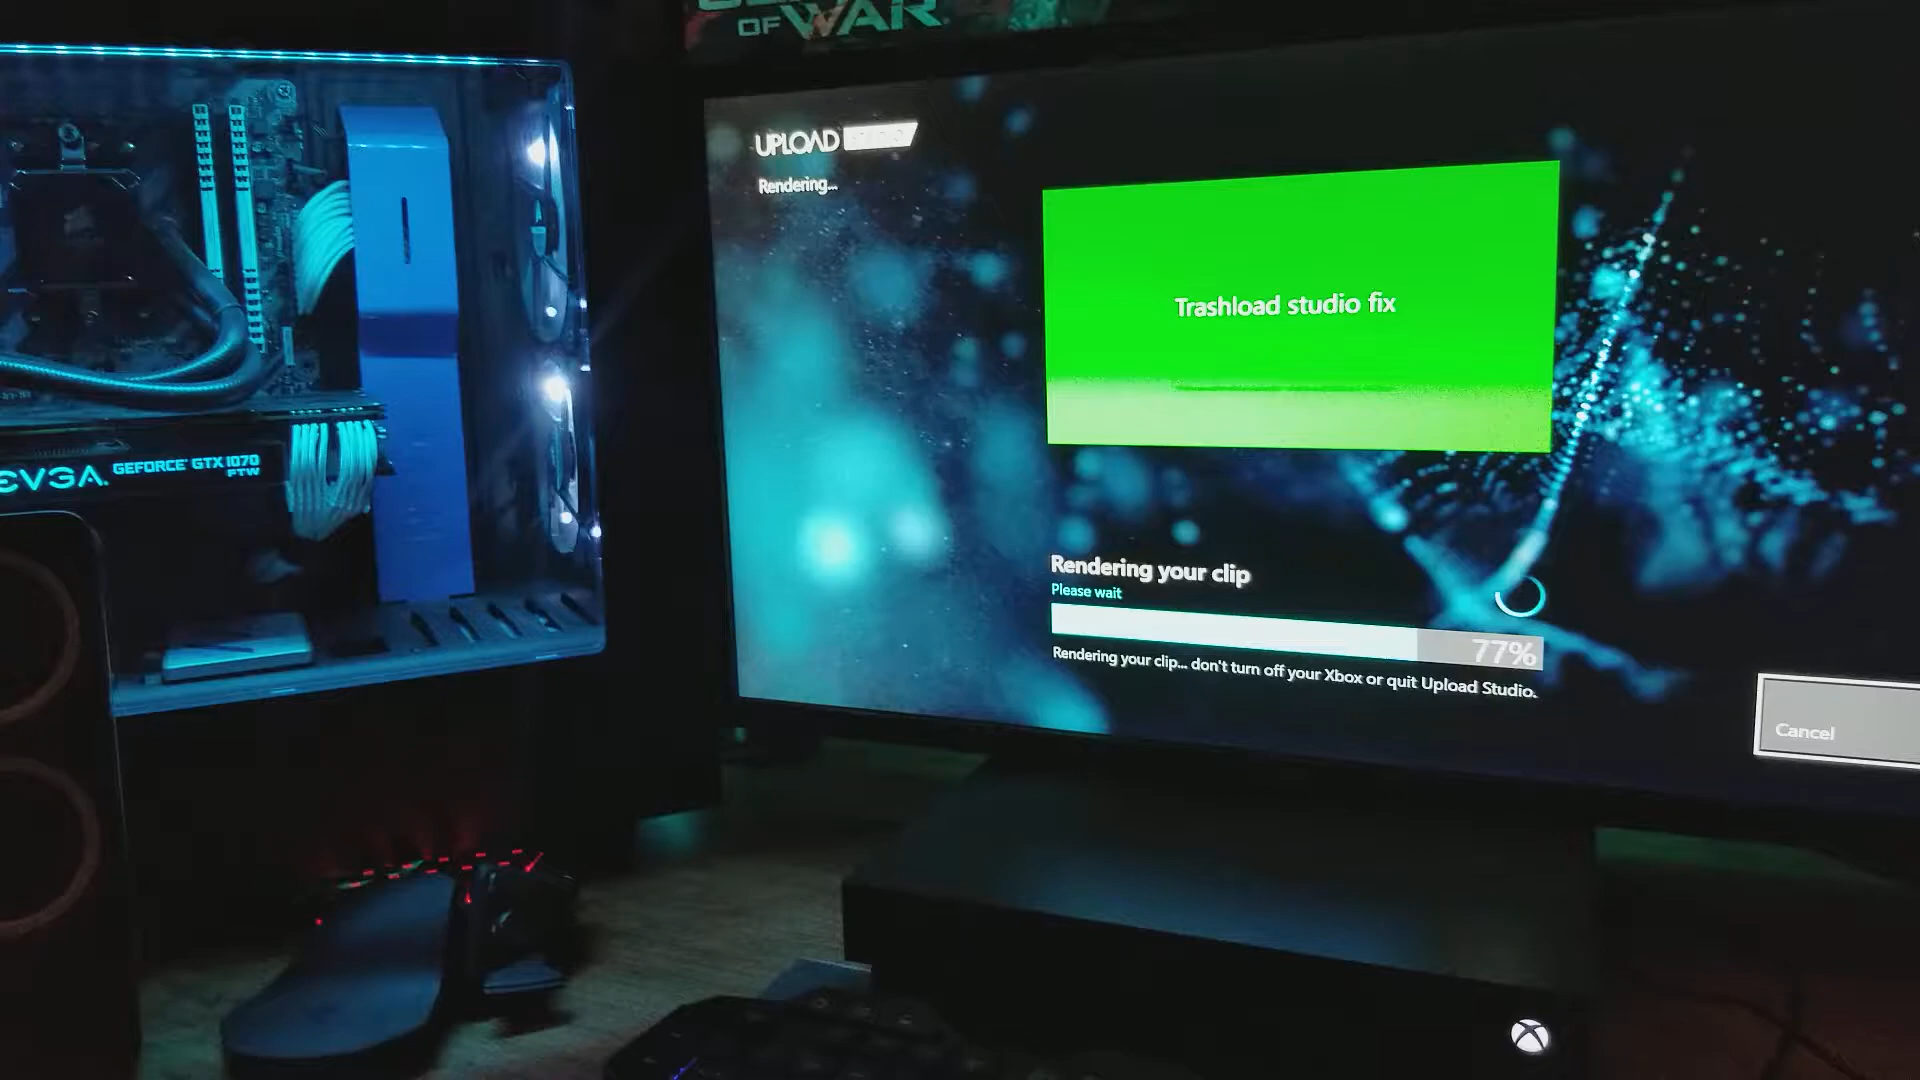 OF WAR
UPLOAD STUDIO
Rendering...
Trashload studio fix
EVGA. GEFORCE GTX 1070
FTW
Rendering your clip
Please wait
77%
Rendering your clip... don't turn off your Xbox or quit Upload Studio.
Cancel